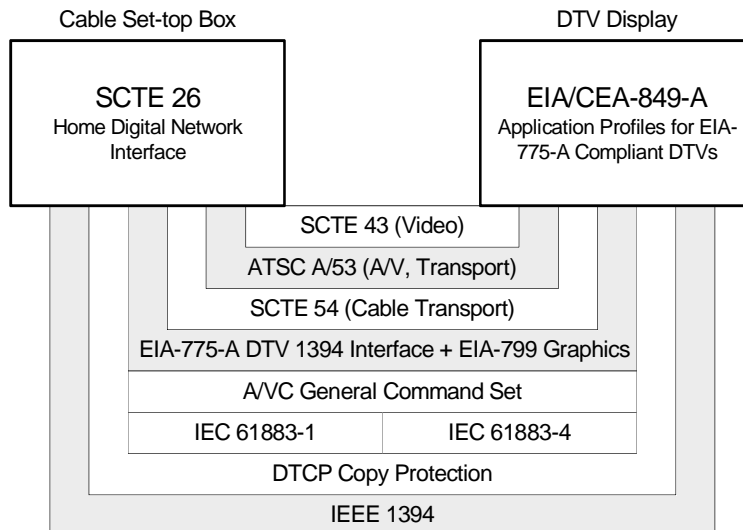 Cable Set-top Box
DTV Display
SCTE 26
Home Digital Network
Interface
EIA/CEA-849-A
Application Profiles for EIA-
775-A Compliant DTVs
SCTE 43 (Video)
ATSC A/53 (A/V, Transport)
SCTE 54 (Cable Transport)
EIA-775-A DTV 1394 Interface + EIA-799 Graphics
A/VC General Command Set
IEC 61883-1
IEC 61883-4
DTCP Copy Protection
IEEE 1394